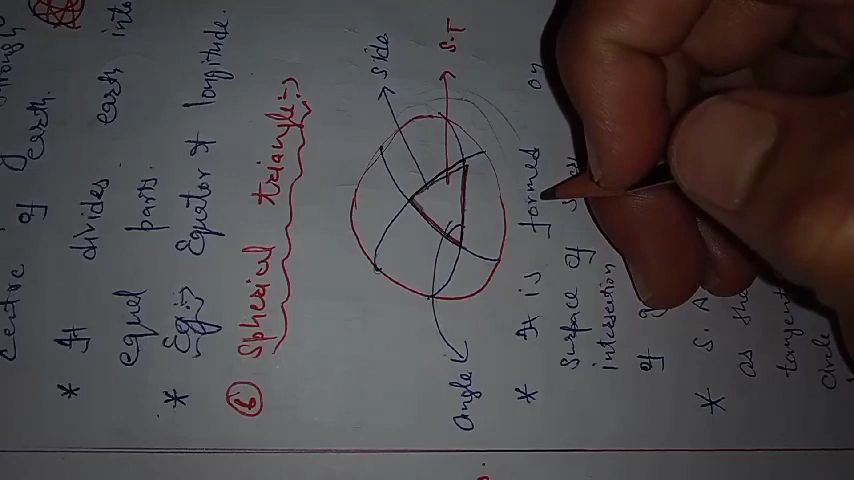 centre of earth.
* It divides earth into
equal parts.
* Eg:-> Equator & longitude.
(6) Spherical triangle:->
side
S.T
Angle
* It is formed on
Surface of
intersection
of
* S. A
as the
tangent
circle